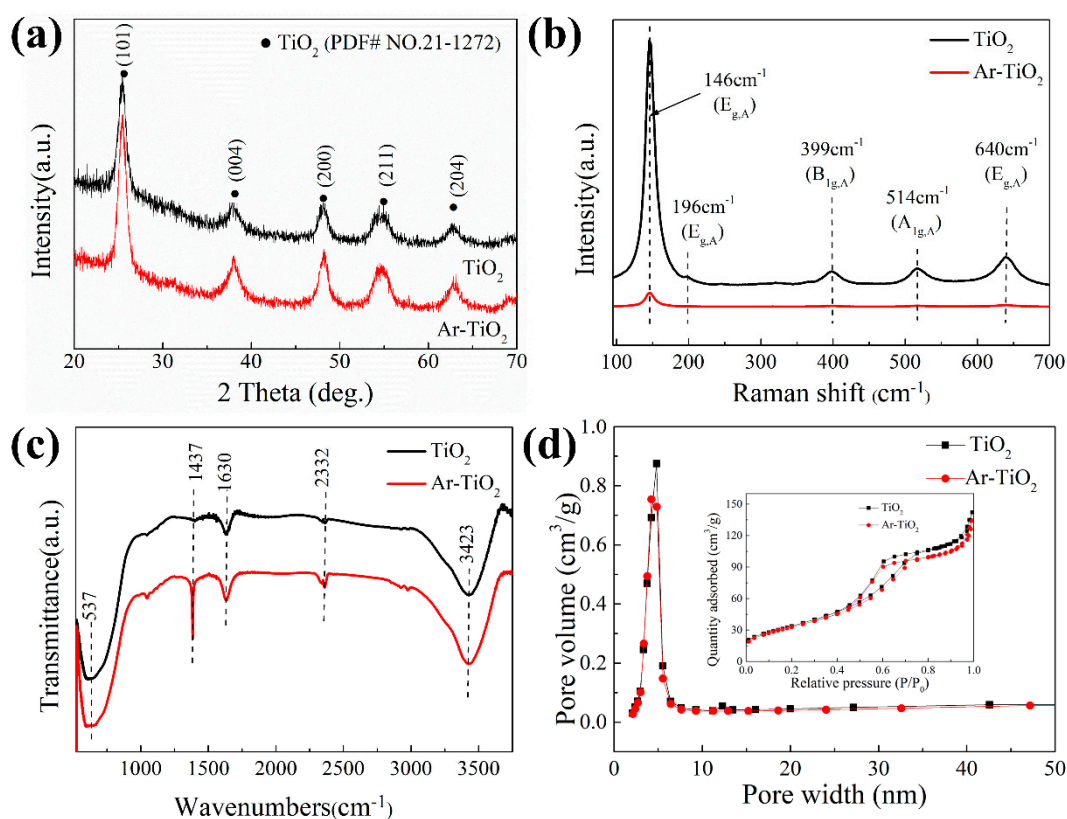 (a)
● TiO₂ (PDF# NO.21-1272)
(101)
(004)
(200)
(211)
(204)
TiO₂
Ar-TiO₂
Intensity(a.u.)
20 30 40 50 60 70
2 Theta (deg.)
(b)
TiO₂
Ar-TiO₂
146cm⁻¹
(E_g,A)
196cm⁻¹
(E_g,A)
399cm⁻¹
(B_1g,A)
514cm⁻¹
(A_1g,A)
640cm⁻¹
(E_g,A)
Intensity(a.u.)
100 200 300 400 500 600 700
Raman shift (cm⁻¹)
(c)
TiO₂
Ar-TiO₂
537
1437
1630
2332
3423
Transmittance(a.u.)
500 1000 1500 2000 2500 3000 3500
Wavenumbers(cm⁻¹)
(d)
TiO₂
Ar-TiO₂
Pore volume (cm³/g)
1.0
0.8
0.6
0.4
0.2
0.0
0 10 20 30 40 50
Pore width (nm)
TiO₂
Ar-TiO₂
Quantity adsorbed (cm³/g)
150
120
90
60
30
0
0.0 0.2 0.4 0.6 0.8 1.0
Relative pressure (P/P₀)